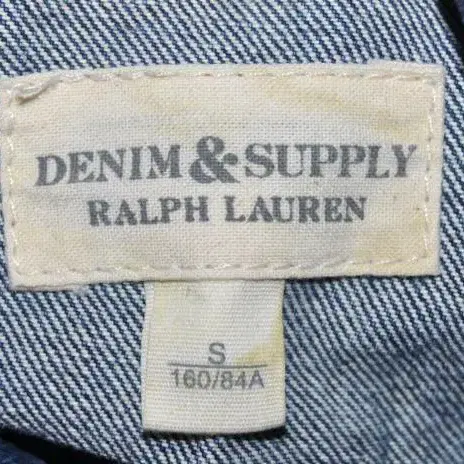 DENIM & SUPPLY
RALPH LAUREN
S
160/84A